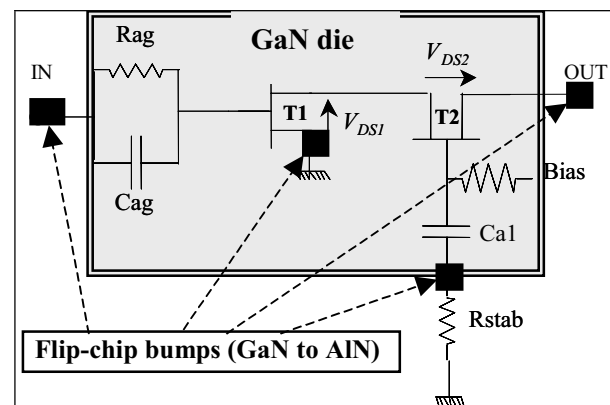 GaN die
Rag
IN
Cag
T1
V_DS1
V_DS2
T2
OUT
Bias
Ca1
Rstab
Flip-chip bumps (GaN to AlN)